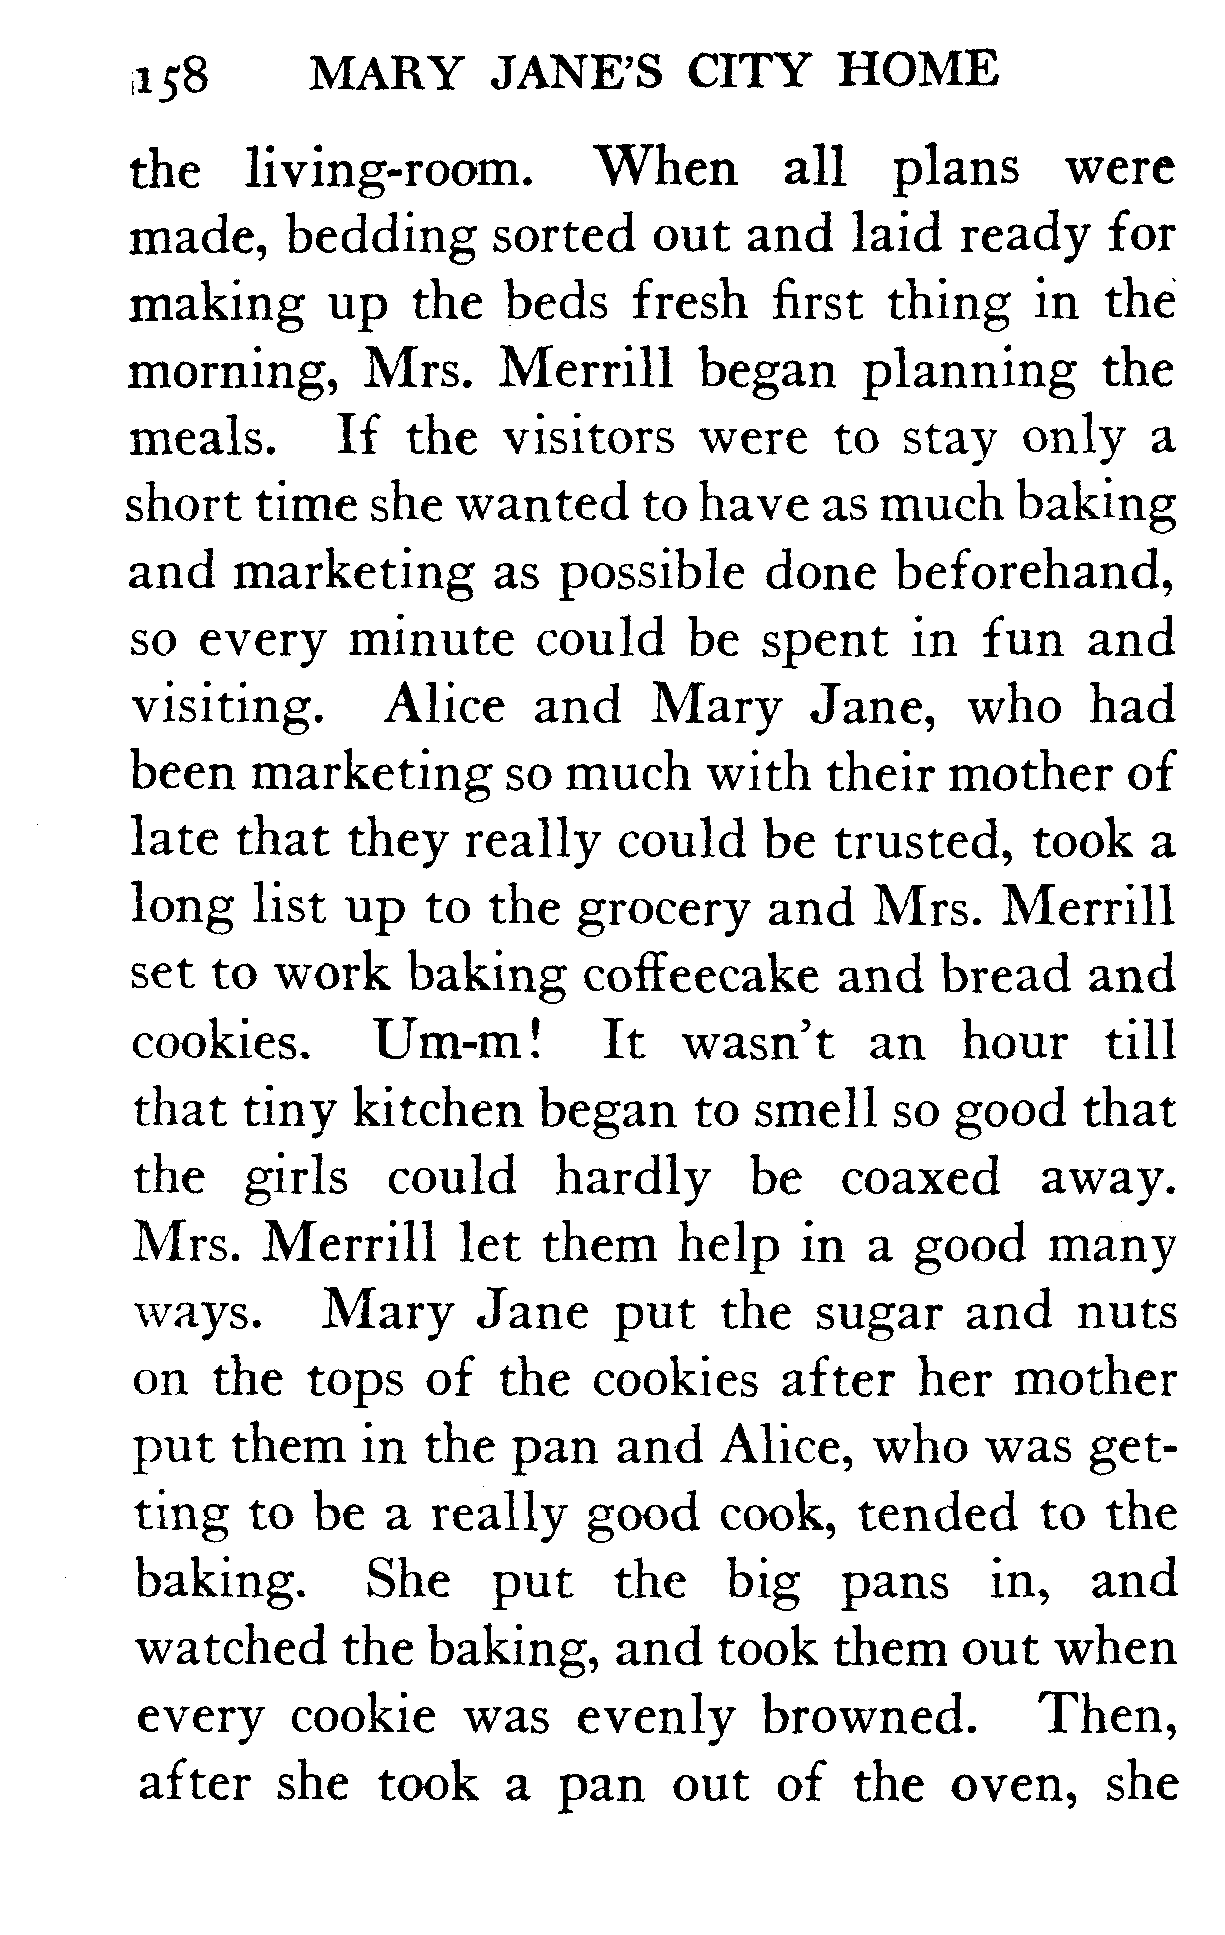 158 MARY JANE'S CITY HOME
the living-room. When all plans were
made, bedding sorted out and laid ready for
making up the beds fresh first thing in the
morning, Mrs. Merrill began planning the
meals. If the visitors were to stay only a
short time she wanted to have as much baking
and marketing as possible done beforehand,
so every minute could be spent in fun and
visiting. Alice and Mary Jane, who had
been marketing so much with their mother of
late that they really could be trusted, took a
long list up to the grocery and Mrs. Merrill
set to work baking coffeecake and bread and
cookies. Um-m! It wasn't an hour till
that tiny kitchen began to smell so good that
the girls could hardly be coaxed away.
Mrs. Merrill let them help in a good many
ways. Mary Jane put the sugar and nuts
on the tops of the cookies after her mother
put them in the pan and Alice, who was get-
ting to be a really good cook, tended to the
baking. She put the big pans in, and
watched the baking, and took them out when
every cookie was evenly browned. Then,
after she took a pan out of the oven, she